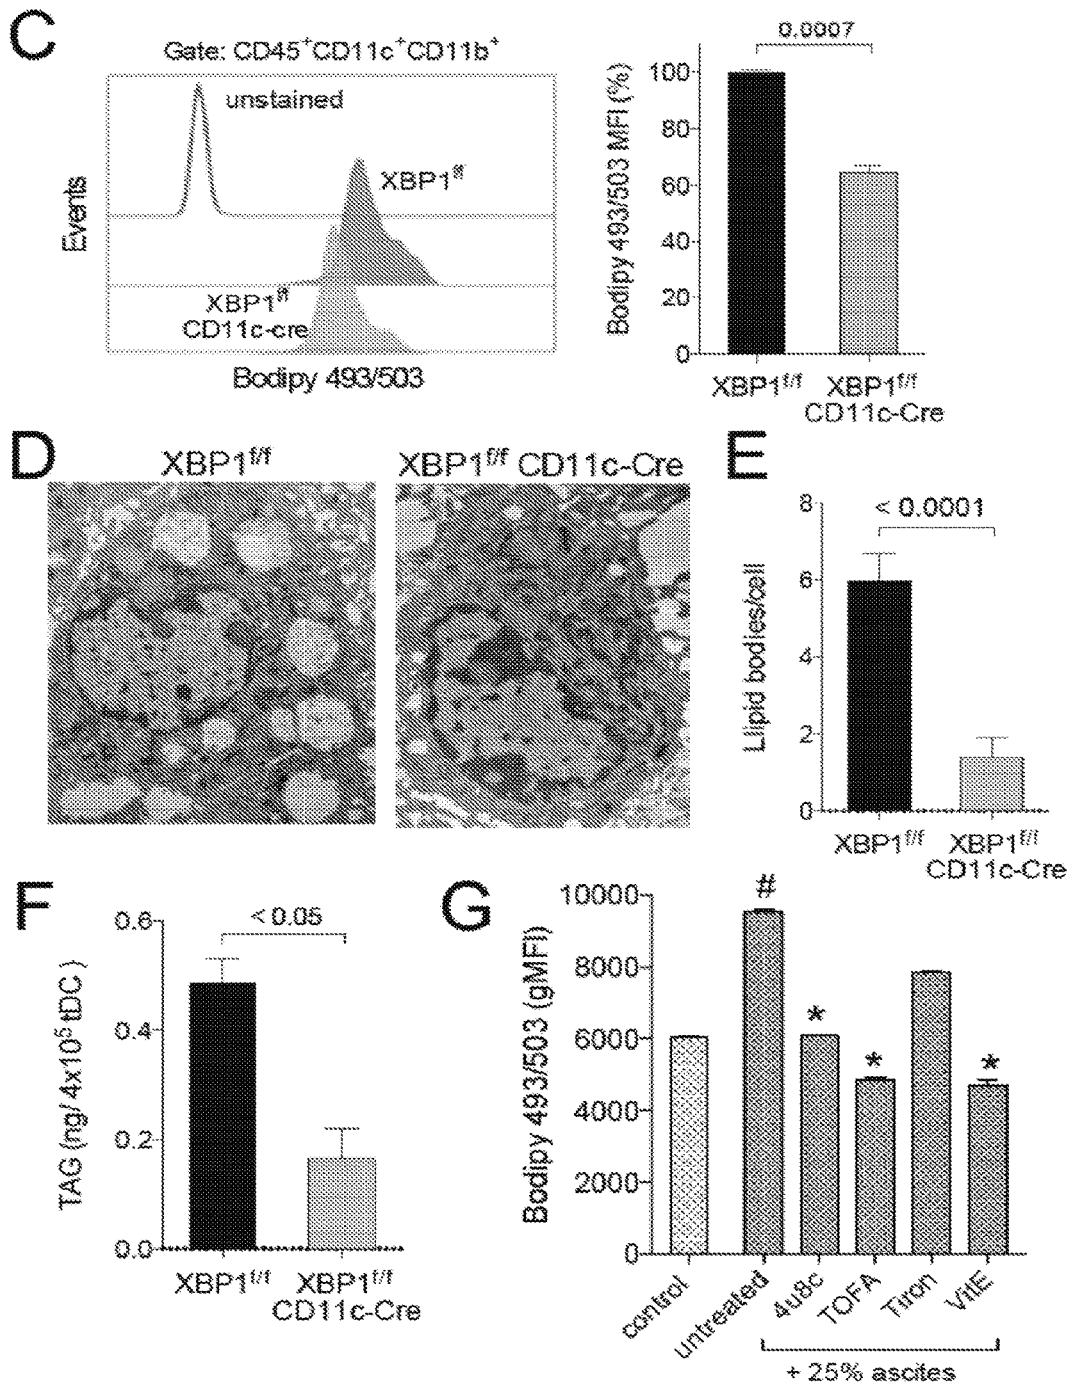 C
Gate: CD45⁺CD11c⁺CD11b⁺
unstained
XBP1ᶠ/ᶠ
XBP1ᶠ/ᶠ
CD11c-cre
Events
Bodipy 493/503
0.0007
Bodipy 493/503 MFI (%)
100
80
60
40
20
0
XBP1ᶠ/ᶠ
XBP1ᶠ/ᶠ
CD11c-Cre
D
XBP1ᶠ/ᶠ
XBP1ᶠ/ᶠ CD11c-Cre
E
< 0.0001
Llipid bodies/cell
8
6
4
2
0
XBP1ᶠ/ᶠ
XBP1ᶠ/ᶠ
CD11c-Cre
F
< 0.05
TAG (ng/ 4x10⁵ tDC )
0.6
0.4
0.2
0.0
XBP1ᶠ/ᶠ
XBP1ᶠ/ᶠ
CD11c-Cre
G
Bodipy 493/503 (gMFI)
10000
8000
6000
4000
2000
0
#
*
*
*
control
untreated
4u8c
TOFA
Tiron
VitE
+ 25% ascites